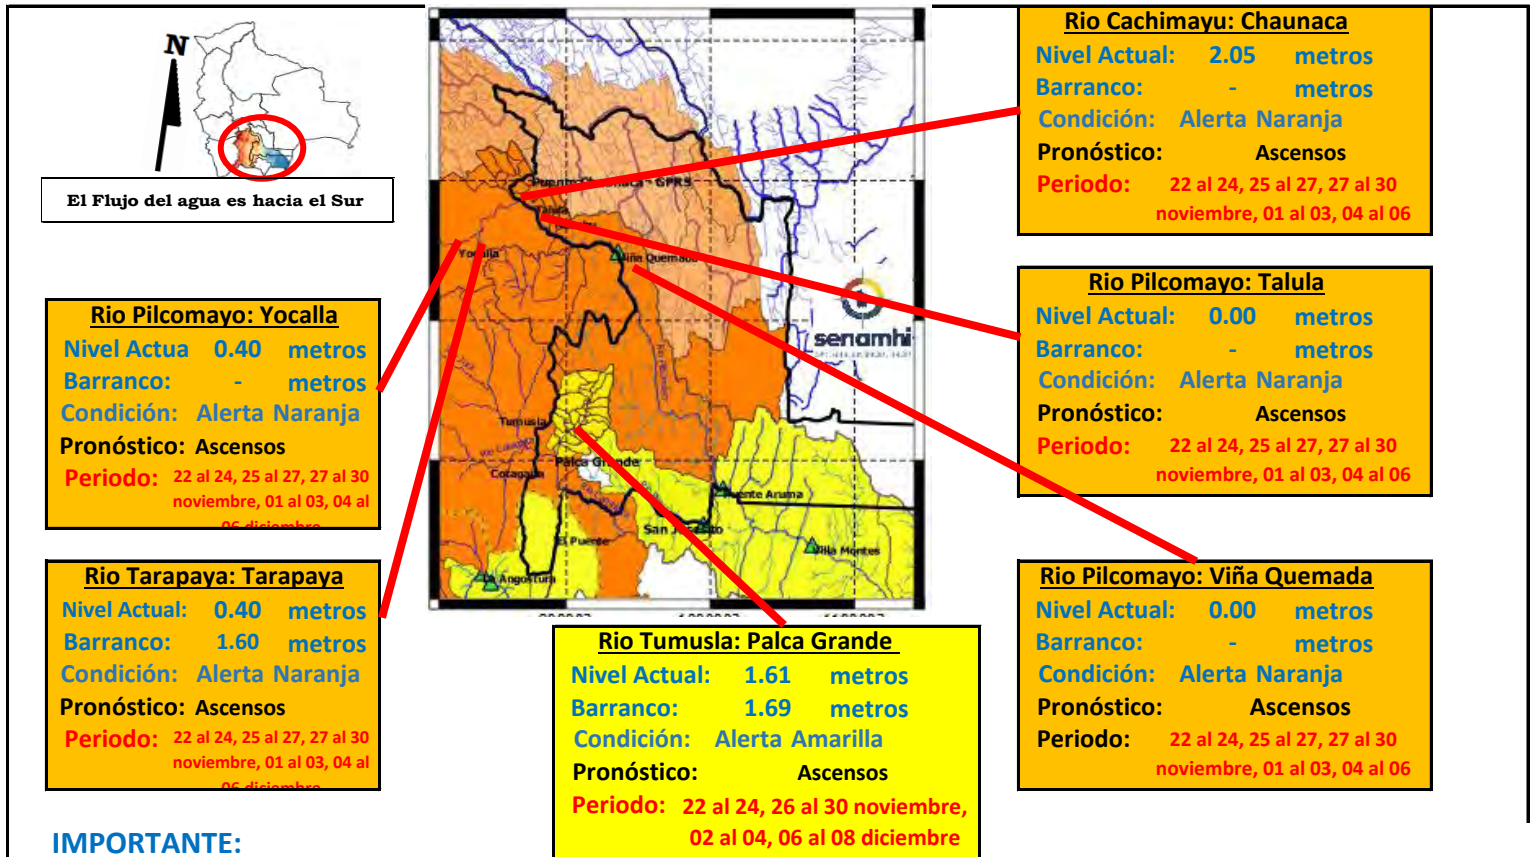 N
El Flujo del agua es hacia el Sur
Rio Pilcomayo: Yocalla
Nivel Actua 0.40 metros
Barranco: - metros
Condición: Alerta Naranja
Pronóstico: Ascensos
Periodo: 22 al 24, 25 al 27, 27 al 30
noviembre, 01 al 03, 04 al
06 diciembre
Rio Tarapaya: Tarapaya
Nivel Actual: 0.40 metros
Barranco: 1.60 metros
Condición: Alerta Naranja
Pronóstico: Ascensos
Periodo: 22 al 24, 25 al 27, 27 al 30
noviembre, 01 al 03, 04 al
06 diciembre
IMPORTANTE:
Puente Chaunaca - GPRS
Talula
Yocalla
Viña Quemada
senamhi
Tumusla
Palca Grande
Cotagaita
Puente Aruma
San Josecito
El Puente
Villa Montes
La Angostura
Rio Tumusla: Palca Grande
Nivel Actual: 1.61 metros
Barranco: 1.69 metros
Condición: Alerta Amarilla
Pronóstico: Ascensos
Periodo: 22 al 24, 26 al 30 noviembre,
02 al 04, 06 al 08 diciembre
Rio Cachimayu: Chaunaca
Nivel Actual: 2.05 metros
Barranco: - metros
Condición: Alerta Naranja
Pronóstico: Ascensos
Periodo: 22 al 24, 25 al 27, 27 al 30
noviembre, 01 al 03, 04 al 06
Rio Pilcomayo: Talula
Nivel Actual: 0.00 metros
Barranco: - metros
Condición: Alerta Naranja
Pronóstico: Ascensos
Periodo: 22 al 24, 25 al 27, 27 al 30
noviembre, 01 al 03, 04 al 06
Rio Pilcomayo: Viña Quemada
Nivel Actual: 0.00 metros
Barranco: - metros
Condición: Alerta Naranja
Pronóstico: Ascensos
Periodo: 22 al 24, 25 al 27, 27 al 30
noviembre, 01 al 03, 04 al 06